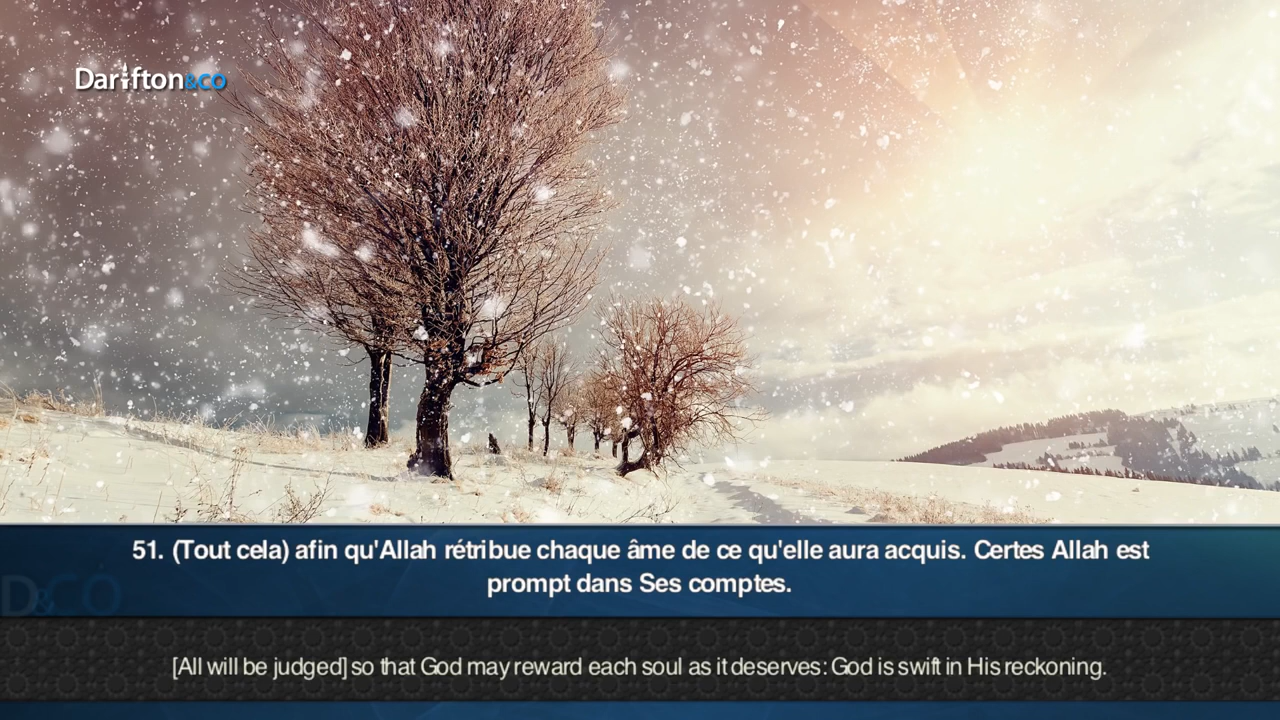 Darifton&co
51. (Tout cela) afin qu'Allah rétribue chaque âme de ce qu'elle aura acquis. Certes Allah est
prompt dans Ses comptes.
D&CO
[All will be judged] so that God may reward each soul as it deserves: God is swift in His reckoning.